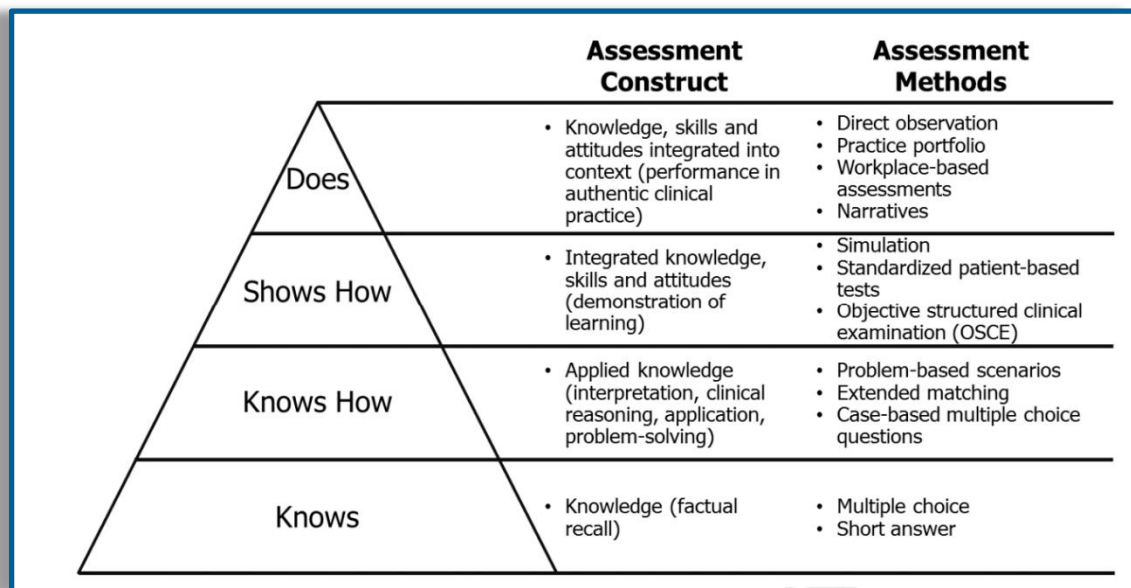 Assessment
Construct
Assessment
Methods
Does
• Knowledge, skills and
attitudes integrated into
context (performance in
authentic clinical
practice)
• Direct observation
• Practice portfolio
• Workplace-based
assessments
• Narratives
Shows How
• Integrated knowledge,
skills and attitudes
(demonstration of
learning)
• Simulation
• Standardized patient-based
tests
• Objective structured clinical
examination (OSCE)
Knows How
• Applied knowledge
(interpretation, clinical
reasoning, application,
problem-solving)
• Problem-based scenarios
• Extended matching
• Case-based multiple choice
questions
Knows
• Knowledge (factual
recall)
• Multiple choice
• Short answer